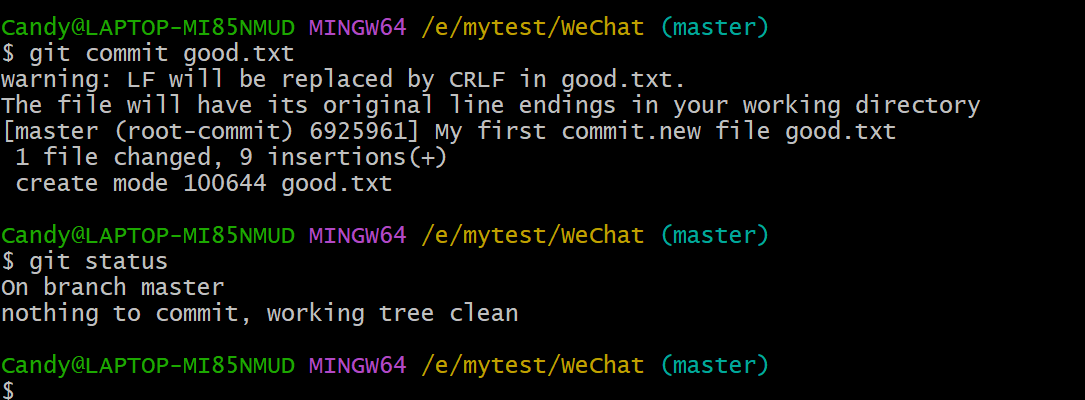 Candy@LAPTOP-MI85NMUD MINGW64 /e/mytest/WeChat (master)
$ git commit good.txt
warning: LF will be replaced by CRLF in good.txt.
The file will have its original line endings in your working directory
[master (root-commit) 6925961] My first commit.new file good.txt
 1 file changed, 9 insertions(+)
 create mode 100644 good.txt
Candy@LAPTOP-MI85NMUD MINGW64 /e/mytest/WeChat (master)
$ git status
On branch master
nothing to commit, working tree clean
Candy@LAPTOP-MI85NMUD MINGW64 /e/mytest/WeChat (master)
$